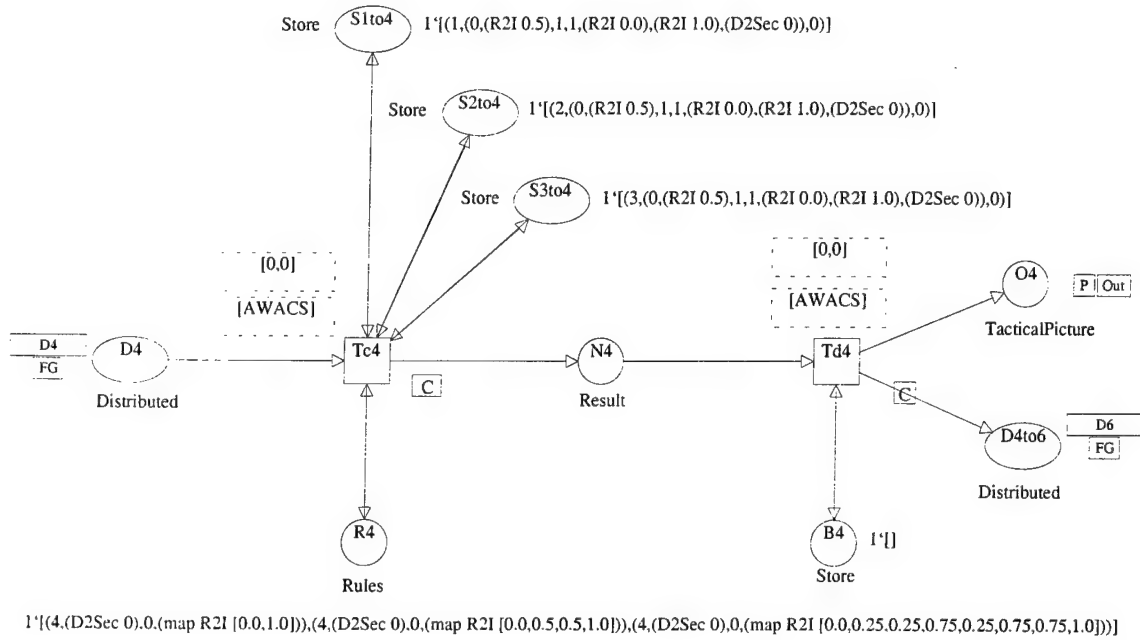 Store S1to4 1‘[(1,(0,(R2I 0.5),1,1,(R2I 0.0),(R2I 1.0),(D2Sec 0)),0)]
Store S2to4 1‘[(2,(0,(R2I 0.5),1,1,(R2I 0.0),(R2I 1.0),(D2Sec 0)),0)]
Store S3to4 1‘[(3,(0,(R2I 0.5),1,1,(R2I 0.0),(R2I 1.0),(D2Sec 0)),0)]
[0,0]
[AWACS]
[0,0]
[AWACS]
O4
P Out
TacticalPicture
D4
FG
D4
Distributed
Tc4
C
N4
Result
Td4
C
D4to6
D6
FG
Distributed
R4
Rules
B4
1‘[]
Store
1‘[(4,(D2Sec 0).0,(map R2I [0.0,1.0])),(4,(D2Sec 0).0,(map R2I [0.0,0.5,0.5,1.0])),(4,(D2Sec 0),0,(map R2I [0.0,0.25,0.25,0.75,0.25,0.75,0.75,1.0]))]